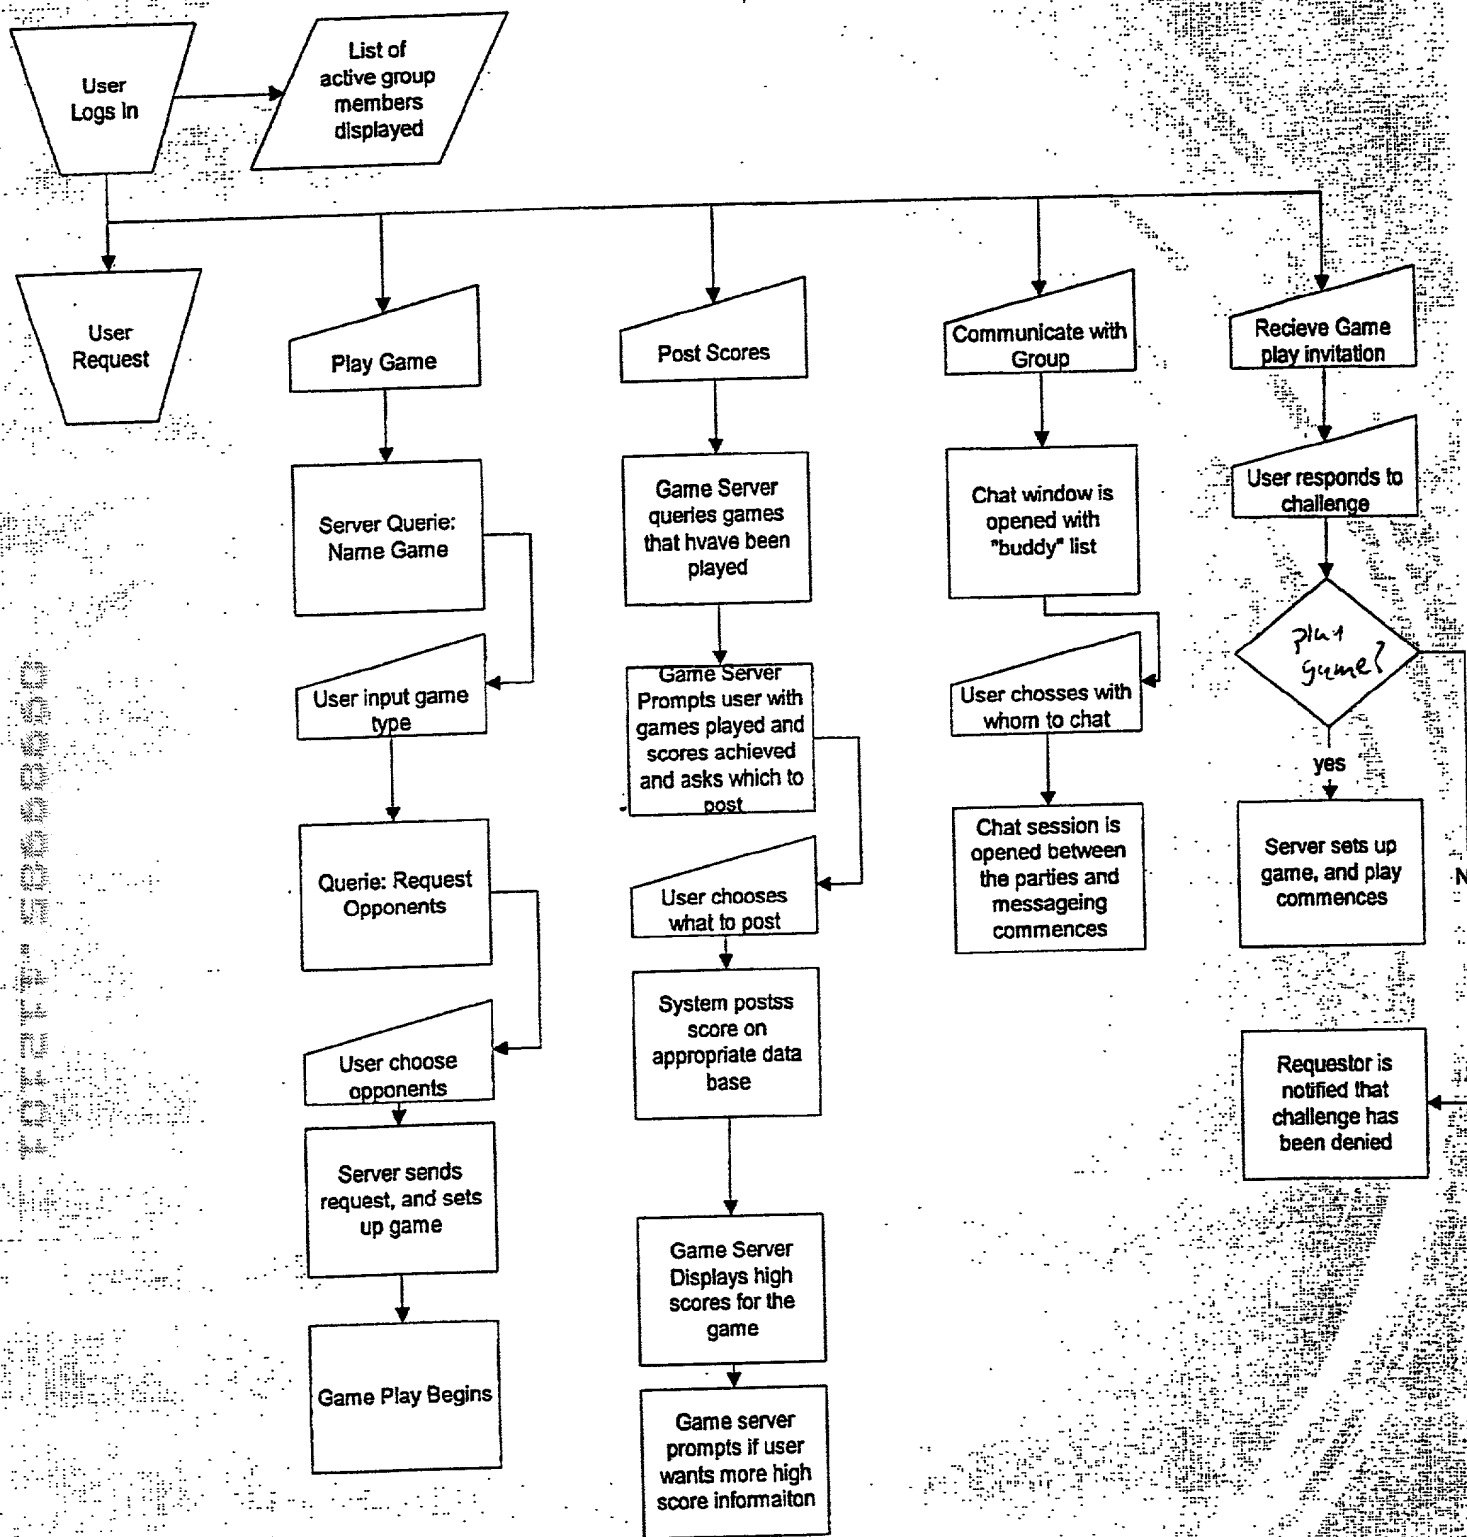 User
Logs In
List of
active group
members
displayed
User
Request
Play Game
Server Querie:
Name Game
User input game
type
Querie: Request
Opponents
User choose
opponents
Server sends
request, and sets
up game
Game Play Begins
Post Scores
Game Server
queries games
that hvave been
played
Game Server
Prompts user with
games played and
scores achieved
and asks which to
post
User chooses
what to post
System postss
score on
appropriate data
base
Game Server
Displays high
scores for the
game
Game server
prompts if user
wants more high
score informaiton
Communicate with
Group
Chat window is
opened with
"buddy" list
User chosses with
whom to chat
Chat session is
opened between
the parties and
messageing
commences
Recieve Game
play invitation
User responds to
challenge
game?
yes
Server sets up
game, and play
commences
N
Requestor is
notified that
challenge has
been denied